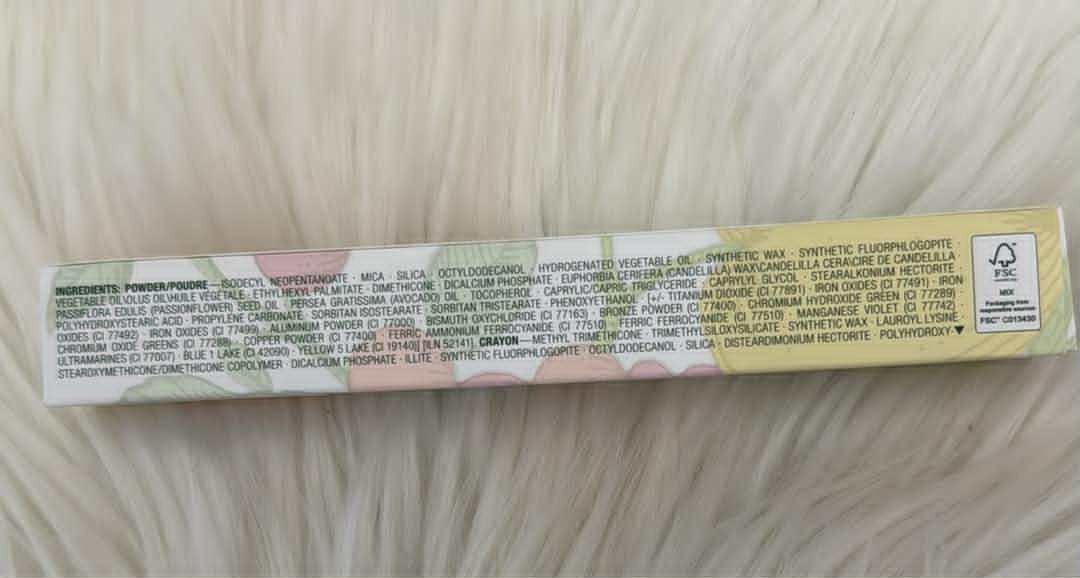 INGREDIENTS: POWDER/POUDRE—ISODECYL NEOPENTANOATE · MICA · SILICA · OCTYLDODECANOL · HYDROGENATED VEGETABLE OIL · SYNTHETIC WAX · SYNTHETIC FLUORPHLOGOPITE ·
VEGETABLE OIL\OLUS OIL\HUILE VEGETALE · ETHYLHEXYL PALMITATE · DIMETHICONE · DICALCIUM PHOSPHATE · EUPHORBIA CERIFERA (CANDELILLA) WAX\CANDELILLA CERA\CIRE DE CANDELILLA ·
PASSIFLORA EDULIS (PASSIONFLOWER) SEED OIL · PERSEA GRATISSIMA (AVOCADO) OIL · TOCOPHEROL · CAPRYLIC/CAPRIC TRIGLYCERIDE · CAPRYLYL GLYCOL · STEARALKONIUM HECTORITE ·
POLYHYDROXYSTEARIC ACID · PROPYLENE CARBONATE · SORBITAN ISOSTEARATE · SORBITAN TRISTEARATE · PHENOXYETHANOL · [+/- TITANIUM DIOXIDE (CI 77891) · IRON OXIDES (CI 77491) · IRON
OXIDES (CI 77492) · IRON OXIDES (CI 77499) · ALUMINUM POWDER (CI 77000) · BISMUTH OXYCHLORIDE (CI 77163) · BRONZE POWDER (CI 77400) · CHROMIUM HYDROXIDE GREEN (CI 77289) ·
CHROMIUM OXIDE GREENS (CI 77288) · COPPER POWDER (CI 77400) · FERRIC AMMONIUM FERROCYANIDE (CI 77510) · FERRIC FERROCYANIDE (CI 77510) · MANGANESE VIOLET (CI 77742) ·
ULTRAMARINES (CI 77007) · BLUE 1 LAKE (CI 42090) · YELLOW 5 LAKE (CI 19140)] [ILN 52141]. CRAYON—METHYL TRIMETHICONE · TRIMETHYLSILOXYSILICATE · SYNTHETIC WAX · LAUROYL LYSINE ·
STEAROXYMETHICONE/DIMETHICONE COPOLYMER · DICALCIUM PHOSPHATE · ILLITE · SYNTHETIC FLUORPHLOGOPITE · OCTYLDODECANOL · SILICA · DISTEARDIMONIUM HECTORITE · POLYHYDROXY-▼
FSC
MIX
Packaging from
responsible sources
FSC™ C013430